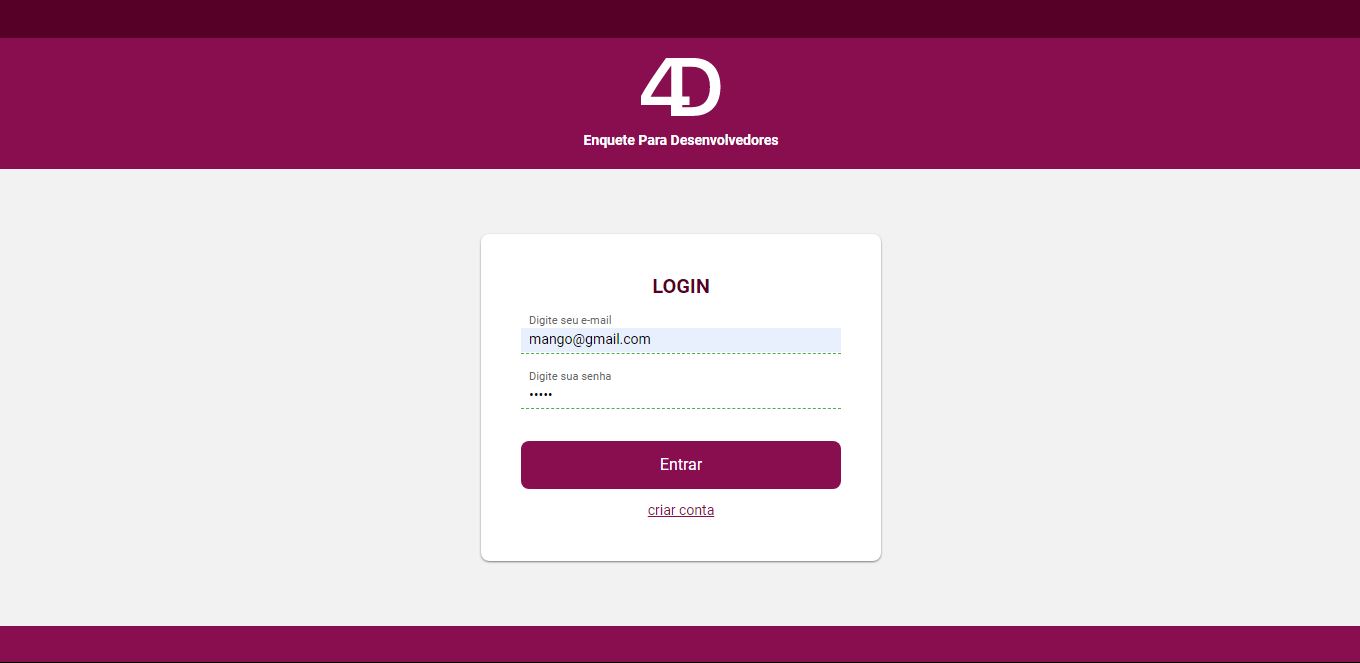 4D
Enquete Para Desenvolvedores
LOGIN
Digite seu e-mail
mango@gmail.com
Digite sua senha
•••••
Entrar
criar conta